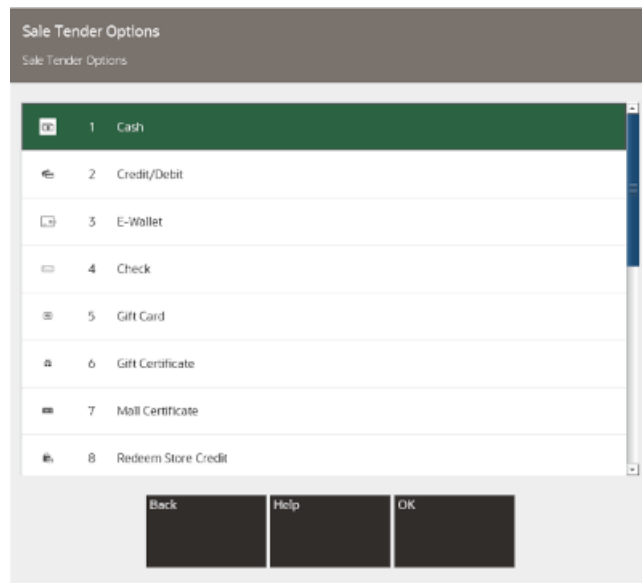 Sale Tender Options
Sale Tender Options
1 Cash
2 Credit/Debit
3 E-Wallet
4 Check
5 Gift Card
6 Gift Certificate
7 Mall Certificate
8 Redeem Store Credit
Back Help OK